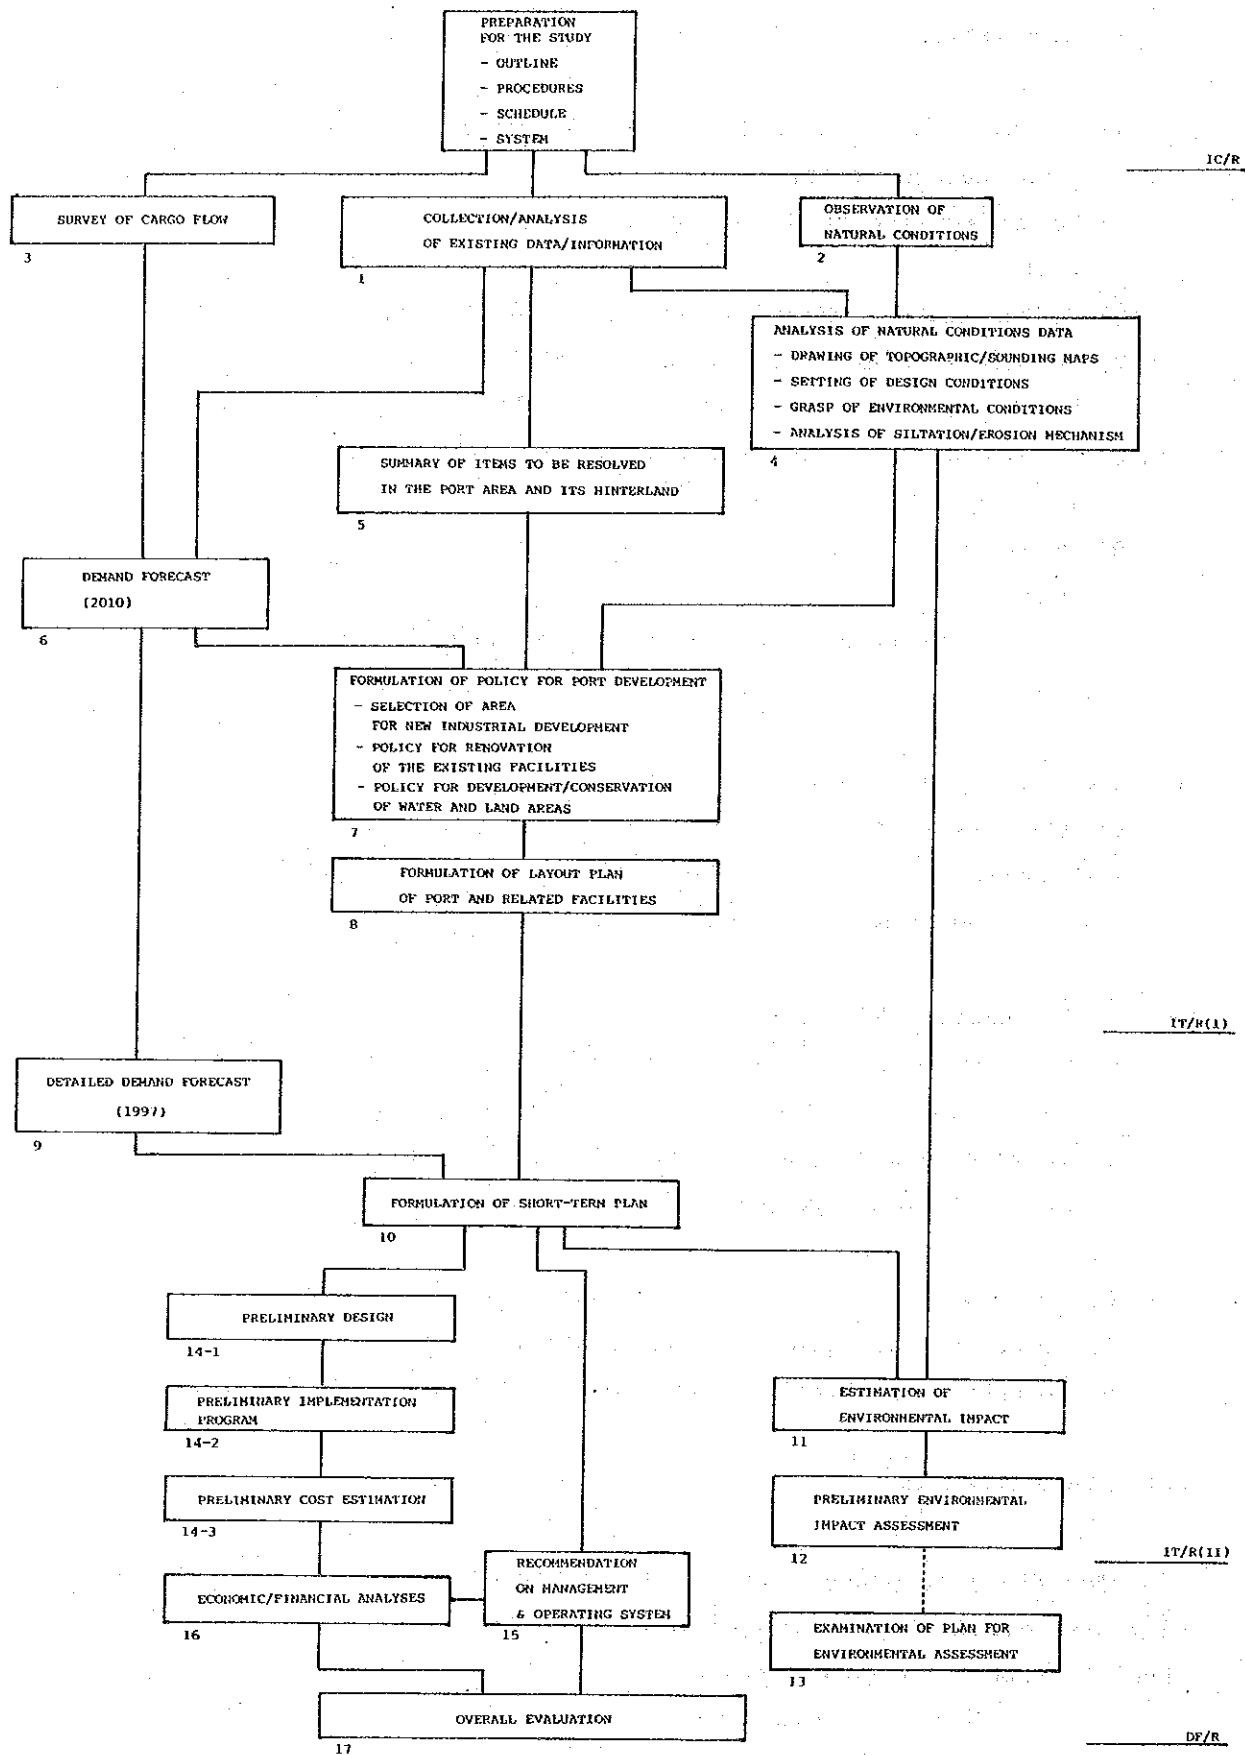 PREPARATION
FOR THE STUDY
- OUTLINE
- PROCEDURES
- SCHEDULE
- SYSTEM
IC/R
SURVEY OF CARGO FLOW
3
COLLECTION/ANALYSIS
OF EXISTING DATA/INFORMATION
1
OBSERVATION OF
NATURAL CONDITIONS
2
ANALYSIS OF NATURAL CONDITIONS DATA
- DRAWING OF TOPOGRAPHIC/SOUNDING MAPS
- SETTING OF DESIGN CONDITIONS
- GRASP OF ENVIRONMENTAL CONDITIONS
- ANALYSIS OF SILTATION/EROSION MECHANISM
4
SUMMARY OF ITEMS TO BE RESOLVED
IN THE PORT AREA AND ITS HINTERLAND
5
DEMAND FORECAST
(2010)
6
FORMULATION OF POLICY FOR PORT DEVELOPMENT
- SELECTION OF AREA
FOR NEW INDUSTRIAL DEVELOPMENT
- POLICY FOR RENOVATION
OF THE EXISTING FACILITIES
- POLICY FOR DEVELOPMENT/CONSERVATION
OF WATER AND LAND AREAS
7
FORMULATION OF LAYOUT PLAN
OF PORT AND RELATED FACILITIES
8
IT/R(I)
DETAILED DEMAND FORECAST
(1997)
9
FORMULATION OF SHORT-TERM PLAN
10
PRELIMINARY DESIGN
14-1
PRELIMINARY IMPLEMENTATION
PROGRAM
14-2
ESTIMATION OF
ENVIRONMENTAL IMPACT
11
PRELIMINARY COST ESTIMATION
14-3
PRELIMINARY ENVIRONMENTAL
IMPACT ASSESSMENT
12
IT/R(II)
ECONOMIC/FINANCIAL ANALYSES
16
RECOMMENDATION
ON MANAGEMENT
& OPERATING SYSTEM
15
EXAMINATION OF PLAN FOR
ENVIRONMENTAL ASSESSMENT
13
OVERALL EVALUATION
17
DF/R